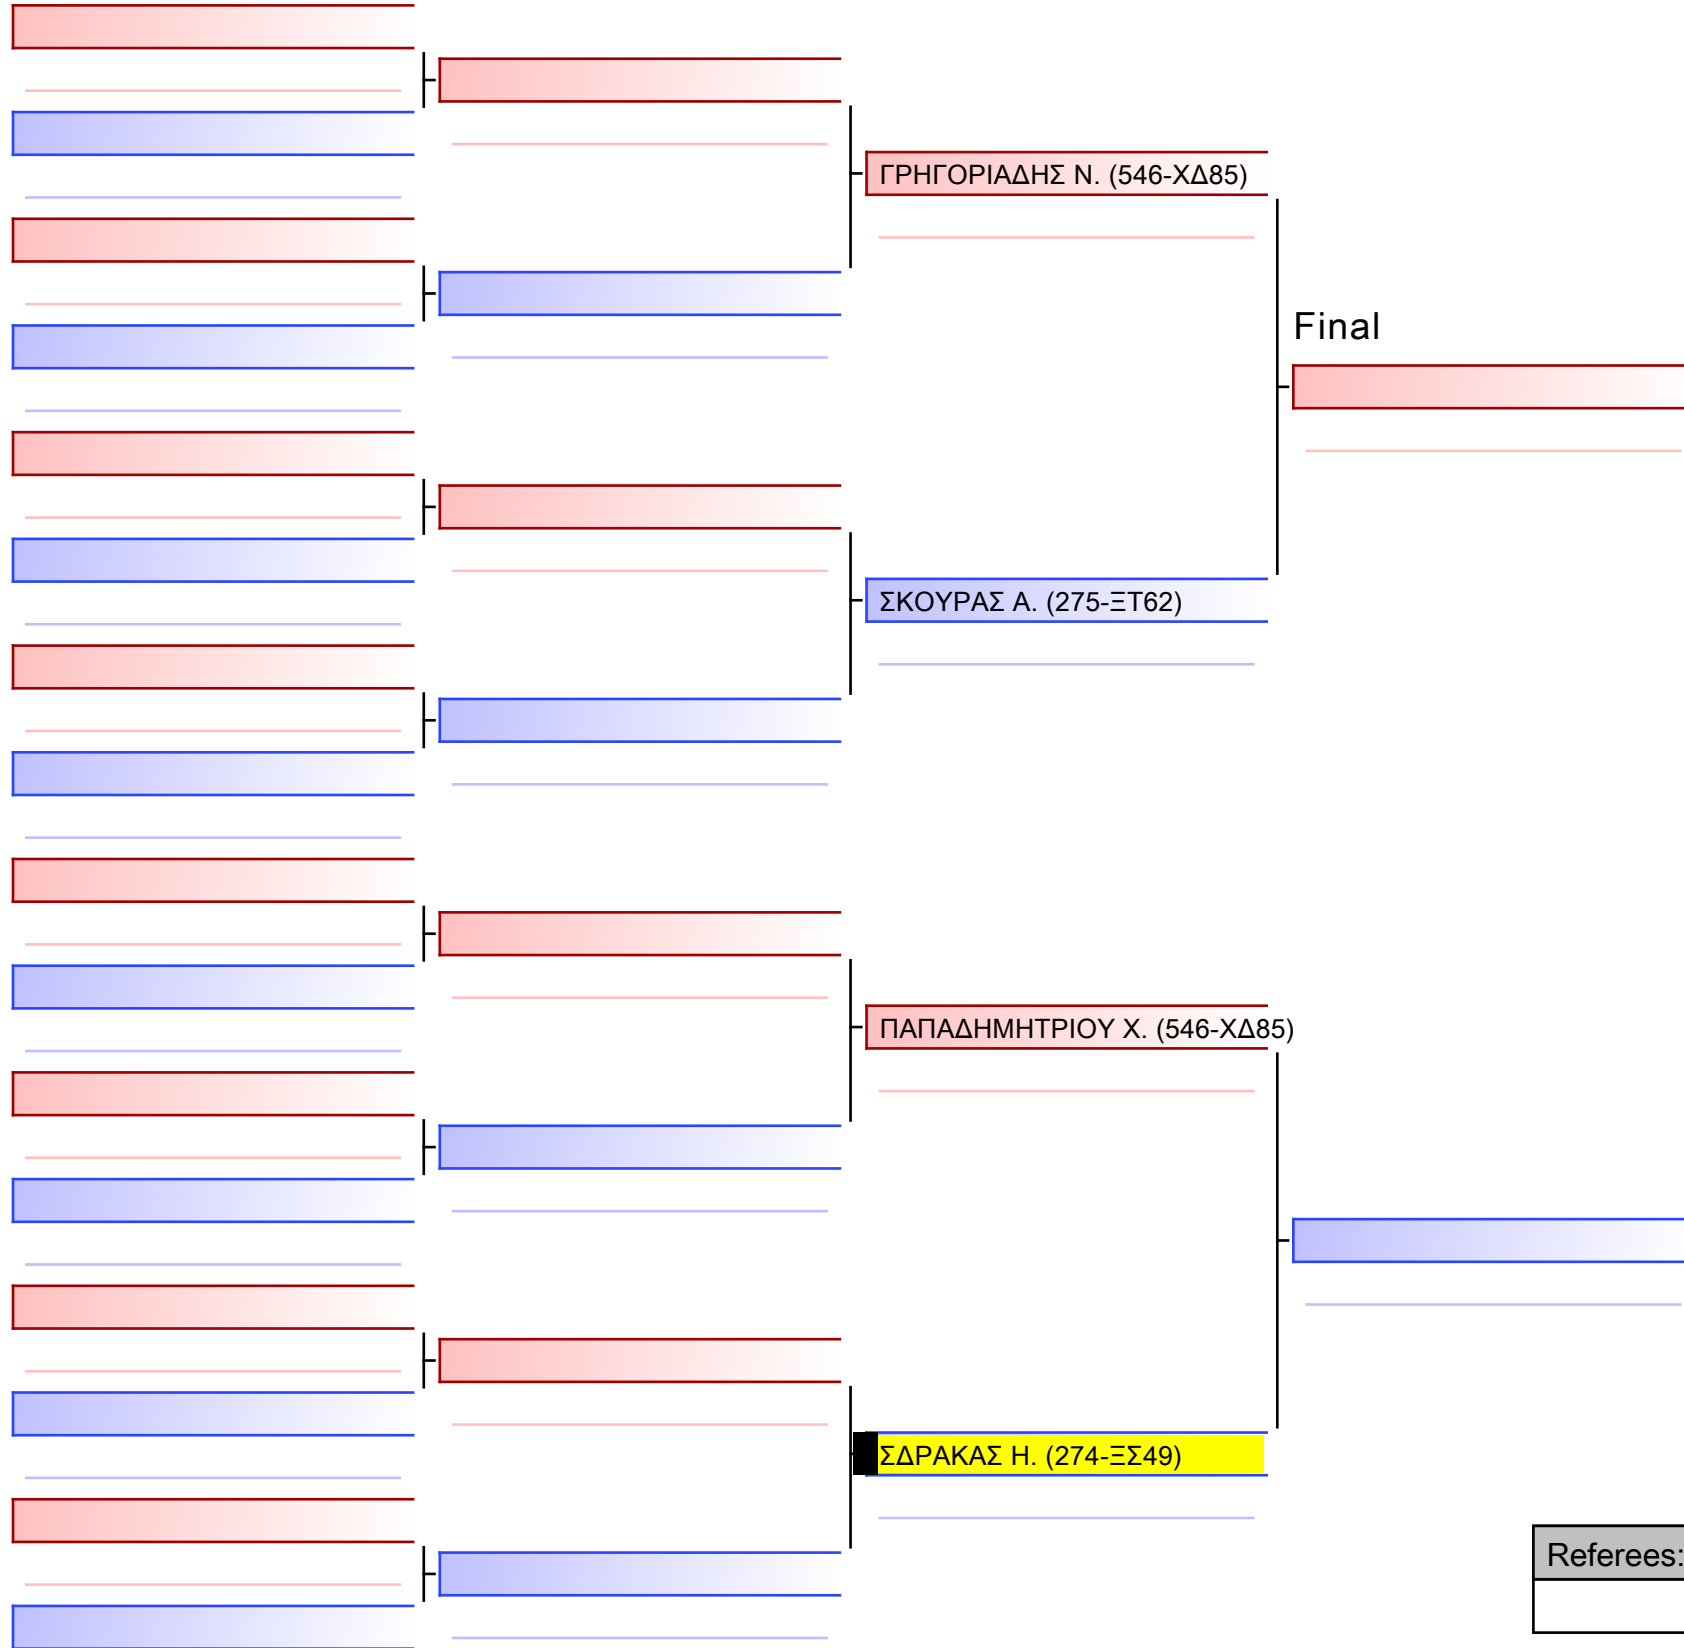 ΓΡΗΓΟΡΙΑΔΗΣ Ν. (546-ΧΔ85)
Final
ΣΚΟΥΡΑΣ Α. (275-ΞΤ62)
ΠΑΠΑΔΗΜΗΤΡΙΟΥ Χ. (546-ΧΔ85)
ΣΔΡΑΚΑΣ Η. (274-ΞΣ49)
Referees: